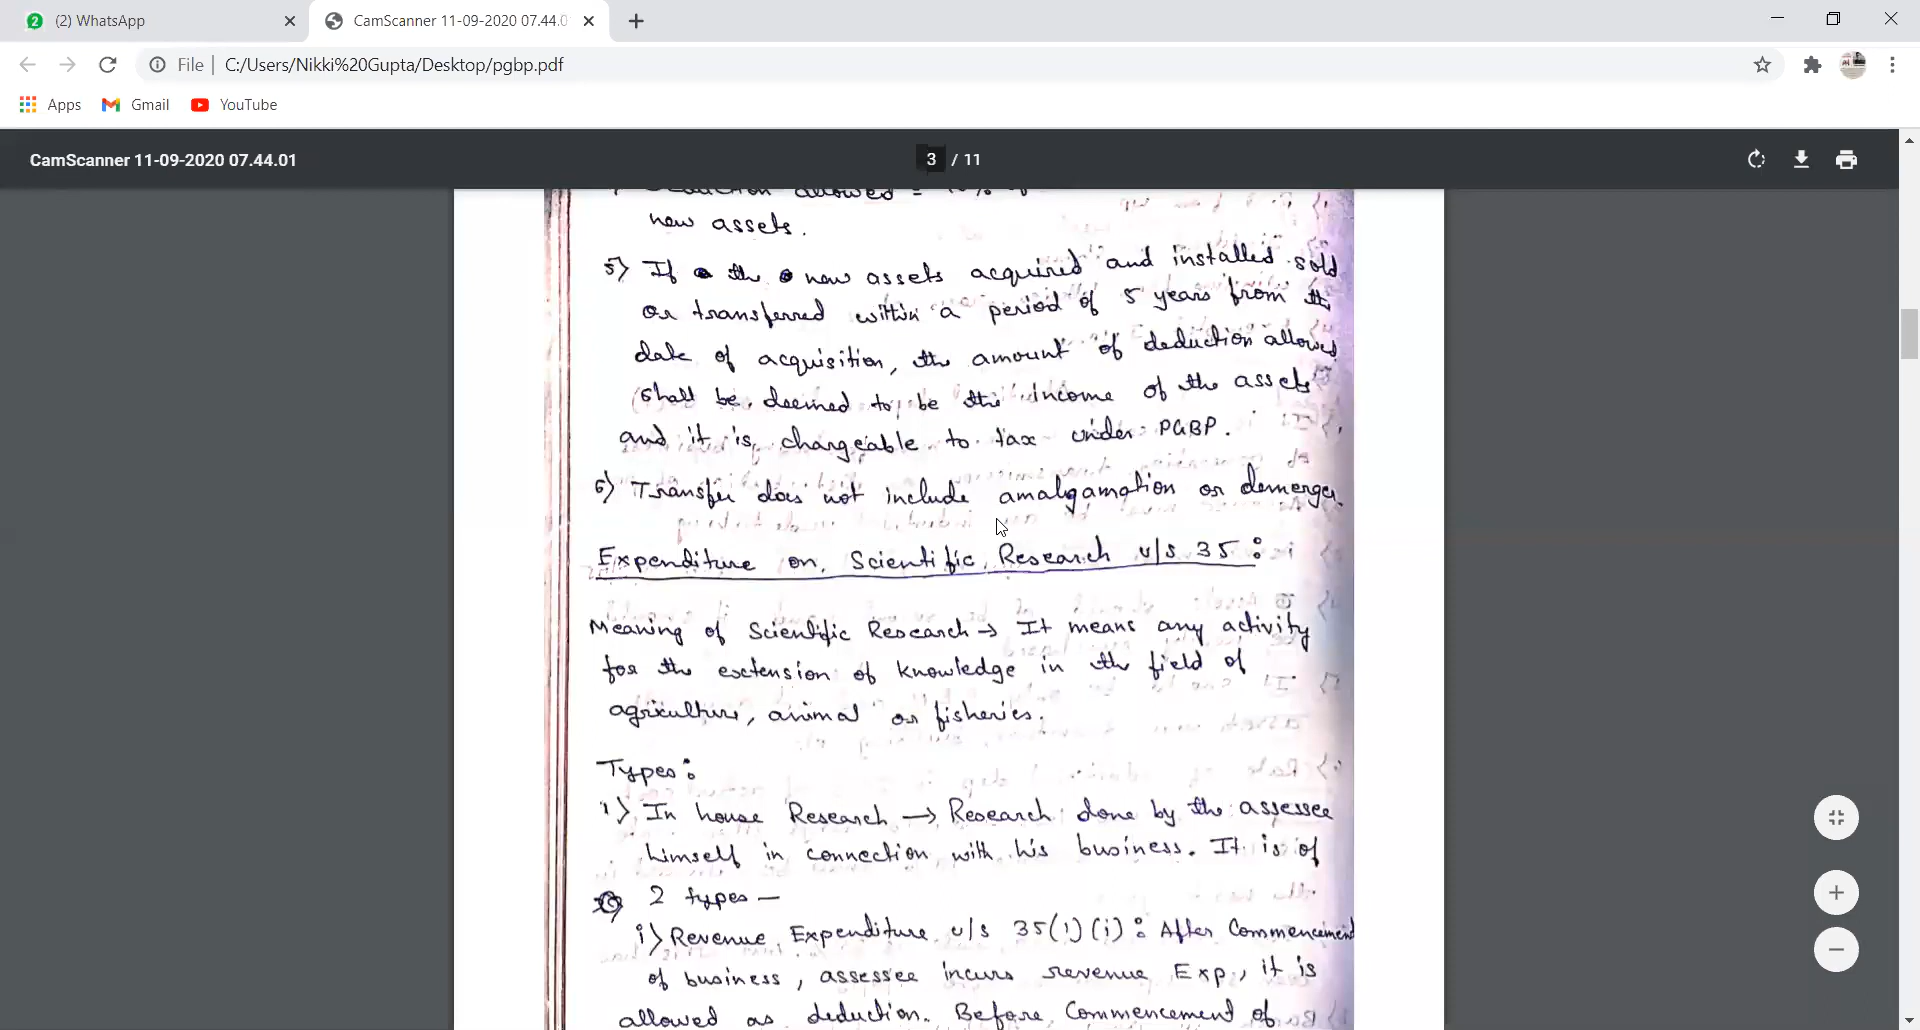 (2) WhatsApp
CamScanner 11-09-2020 07.44.0
File | C:/Users/Nikki%20Gupta/Desktop/pgbp.pdf
Apps Gmail YouTube
CamScanner 11-09-2020 07.44.01
3 / 11
allowed = 15% of
new assets.
5) If the new assets acquired and installed sold
or transferred within a period of 5 years from the
date of acquisition, the amount of deduction allowed
shall be deemed to be the income of the assets
and it is chargeable to tax under PGBP.
6) Transfer does not include amalgamation or demerger.
Expenditure on Scientific Research u/s 35:
Meaning of Scientific Research → It means any activity
for the extension of knowledge in the field of
agriculture, animal or fisheries.
Types:
1) In house Research → Research done by the assessee
himself in connection with his business. It is of
2 types —
i) Revenue Expenditure u/s 35(1)(i): After Commencement
of business, assessee incurs revenue Exp., it is
allowed as deduction. Before Commencement of